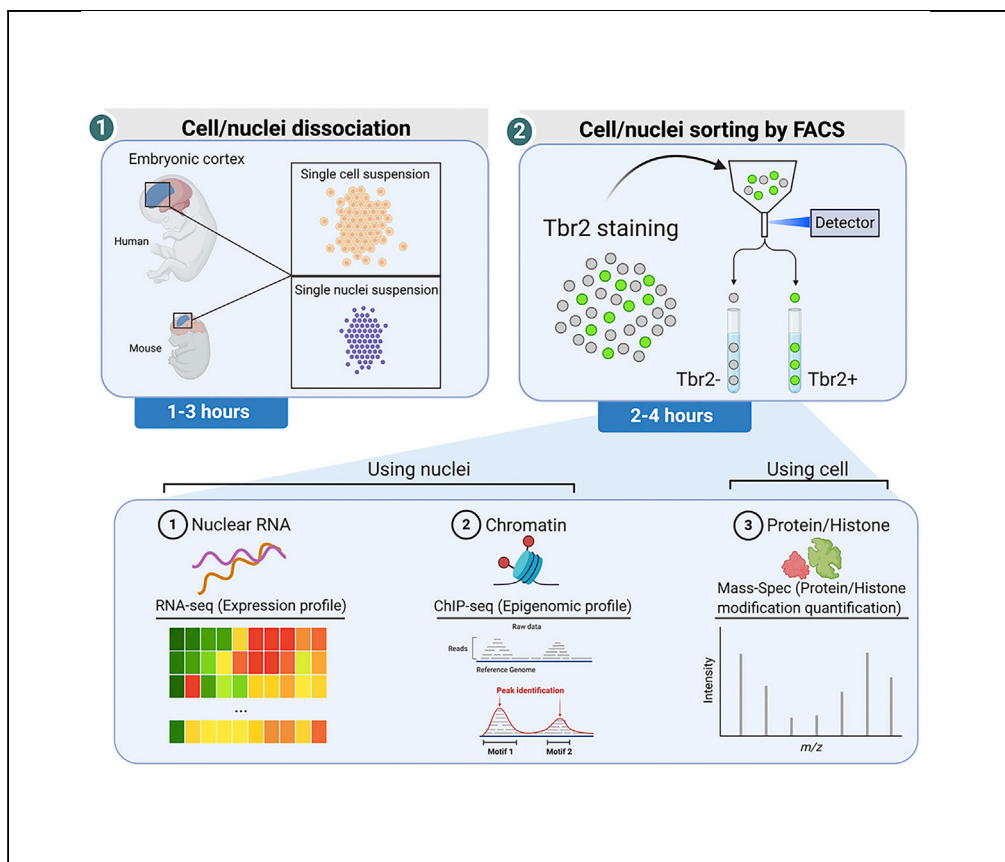 1
Cell/nuclei dissociation
Embryonic cortex
Human
Mouse
Single cell suspension
Single nuclei suspension
1-3 hours
2
Cell/nuclei sorting by FACS
Tbr2 staining
Detector
Tbr2-
Tbr2+
2-4 hours
Using nuclei
Using cell
1 Nuclear RNA
RNA-seq (Expression profile)
...
2 Chromatin
ChIP-seq (Epigenomic profile)
Raw data
Reads
Reference Genome
Peak identification
Motif 1
Motif 2
3 Protein/Histone
Mass-Spec (Protein/Histone
modification quantification)
Intensity
m/z